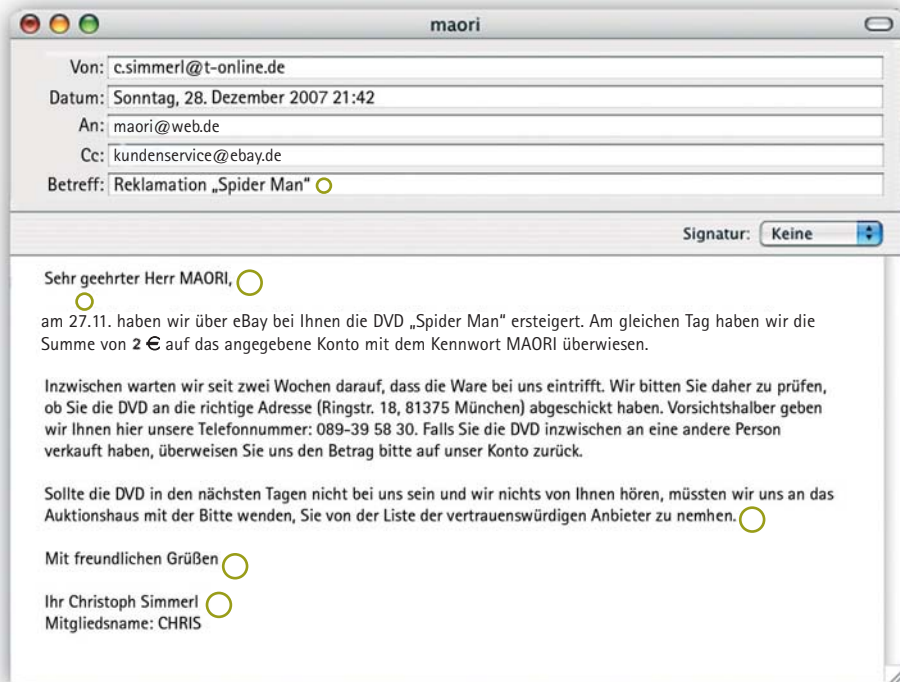 maori
Von: c.simmerl@t-online.de
Datum: Sonntag, 28. Dezember 2007 21:42
An: maori@web.de
Cc: kundenservice@ebay.de
Betreff: Reklamation „Spider Man“
Signatur: Keine
Sehr geehrter Herr MAORI,
am 27.11. haben wir über eBay bei Ihnen die DVD „Spider Man“ ersteigert. Am gleichen Tag haben wir die
Summe von 2 € auf das angegebene Konto mit dem Kennwort MAORI überwiesen.
Inzwischen warten wir seit zwei Wochen darauf, dass die Ware bei uns eintrifft. Wir bitten Sie daher zu prüfen,
ob Sie die DVD an die richtige Adresse (Ringstr. 18, 81375 München) abgeschickt haben. Vorsichtshalber geben
wir Ihnen hier unsere Telefonnummer: 089-39 58 30. Falls Sie die DVD inzwischen an eine andere Person
verkauft haben, überweisen Sie uns den Betrag bitte auf unser Konto zurück.
Sollte die DVD in den nächsten Tagen nicht bei uns sein und wir nichts von Ihnen hören, müssten wir uns an das
Auktionshaus mit der Bitte wenden, Sie von der Liste der vertrauenswürdigen Anbieter zu nemhen.
Mit freundlichen Grüßen
Ihr Christoph Simmerl
Mitgliedsname: CHRIS